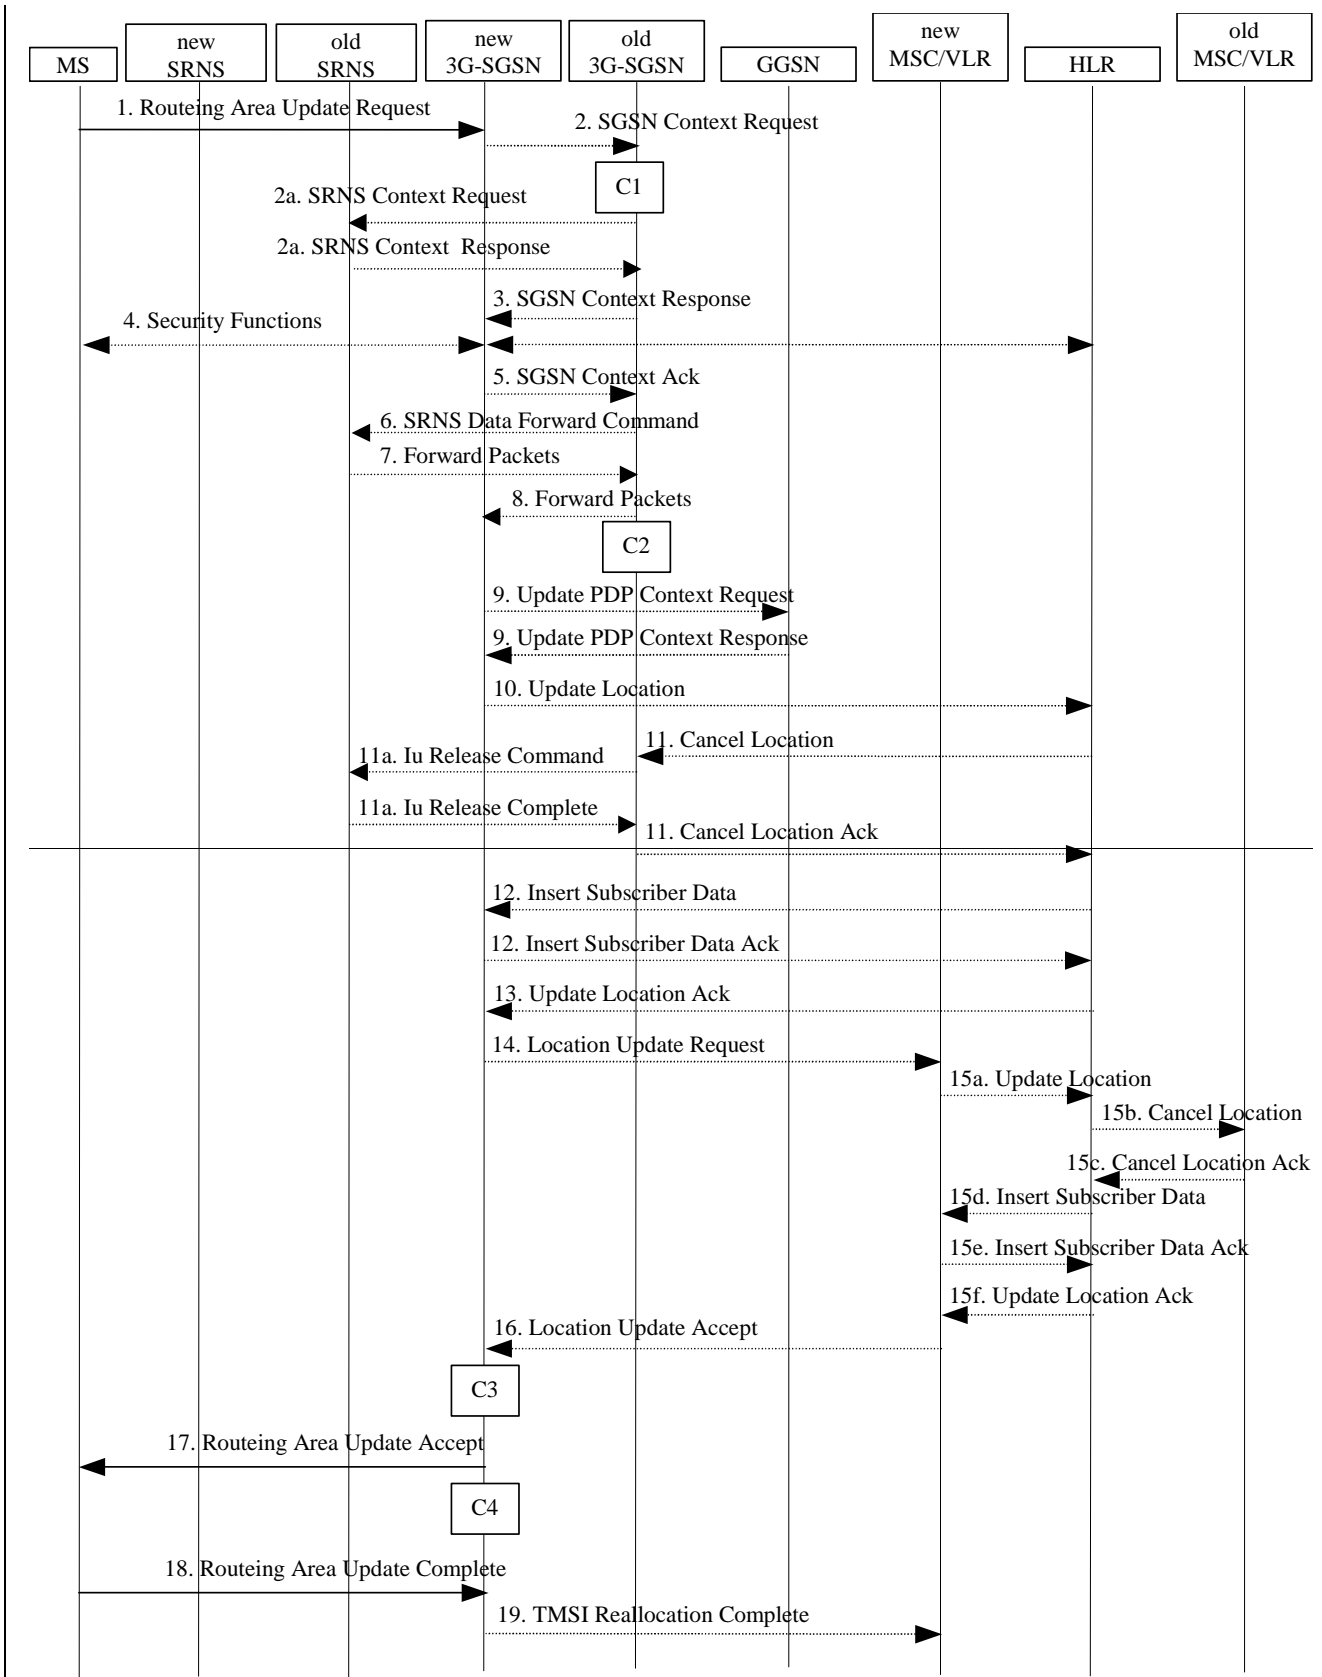 MS
new
SRNS
old
SRNS
new
3G-SGSN
old
3G-SGSN
GGSN
new
MSC/VLR
HLR
old
MSC/VLR
1. Routeing Area Update Request
2. SGSN Context Request
C1
2a. SRNS Context Request
2a. SRNS Context Response
3. SGSN Context Response
4. Security Functions
5. SGSN Context Ack
6. SRNS Data Forward Command
7. Forward Packets
8. Forward Packets
C2
9. Update PDP Context Request
9. Update PDP Context Response
10. Update Location
11. Cancel Location
11a. Iu Release Command
11a. Iu Release Complete
11. Cancel Location Ack
12. Insert Subscriber Data
12. Insert Subscriber Data Ack
13. Update Location Ack
14. Location Update Request
15a. Update Location
15b. Cancel Location
15c. Cancel Location Ack
15d. Insert Subscriber Data
15e. Insert Subscriber Data Ack
15f. Update Location Ack
16. Location Update Accept
C3
17. Routeing Area Update Accept
C4
18. Routeing Area Update Complete
19. TMSI Reallocation Complete